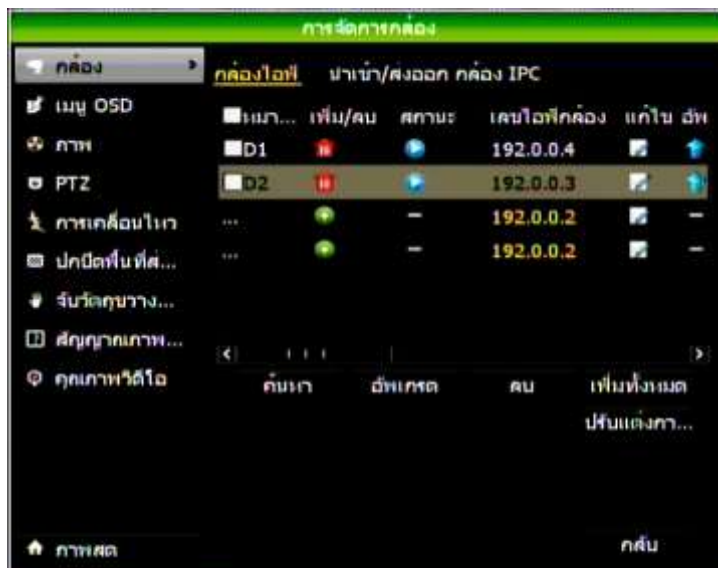 การจัดการกล้อง
กล้อง
เมนู OSD
ภาพ
PTZ
การเคลื่อนไหว
ปกปิดพื้นที่ส่...
จับวัตถุขวาง...
สัญญาณภาพ...
คุณภาพวิดีโอ
ภาพสด
กล้องไอพี นำเข้า/ส่งออก กล้อง IPC
หมา... เพิ่ม/ลบ สถานะ เลขไอพีกล้อง แก้ไข อัพ
D1 192.0.0.4
D2 192.0.0.3
... – 192.0.0.2 –
... – 192.0.0.2 –
ค้นหา อัพเกรด ลบ เพิ่มทั้งหมด
ปรับแต่งกา...
กลับ